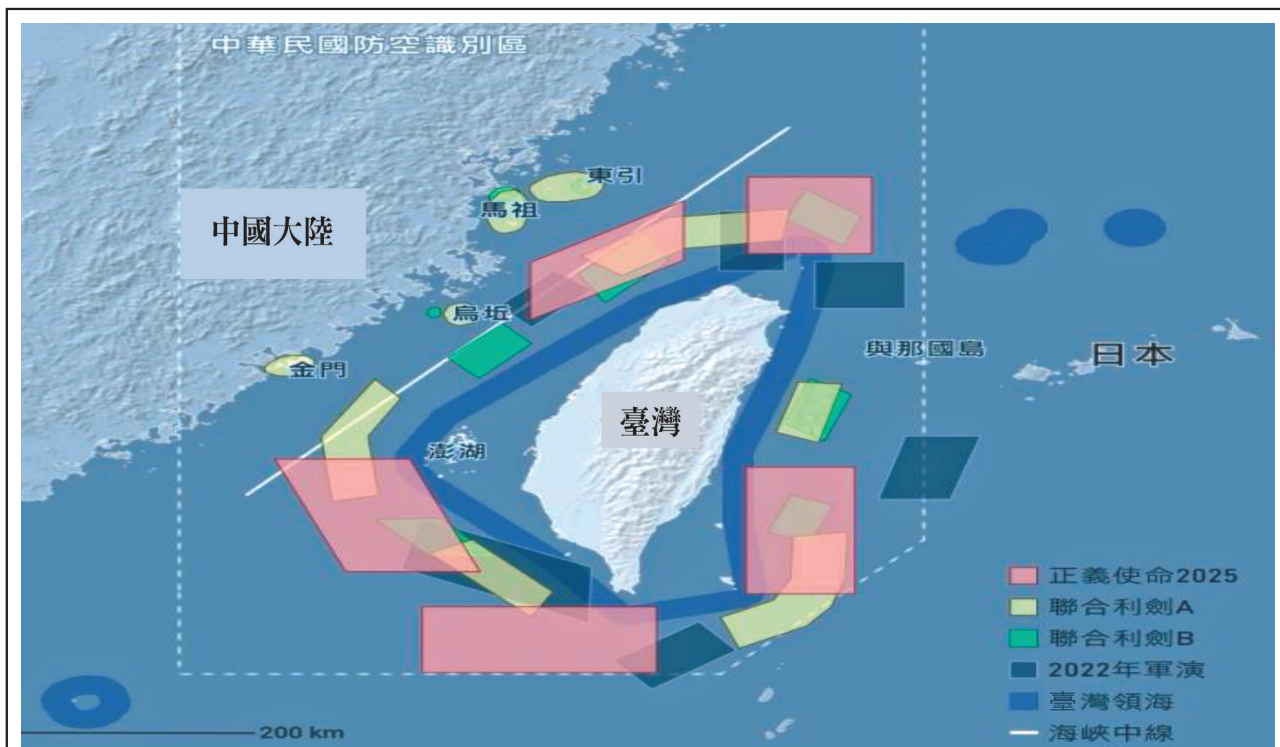 中華民國防空識別區
東引
馬祖
中國大陸
烏坵
金門
與那國島
日本
臺灣
澎湖
正義使命2025
聯合利劍A
聯合利劍B
2022年軍演
臺灣領海
海峽中線
200 km